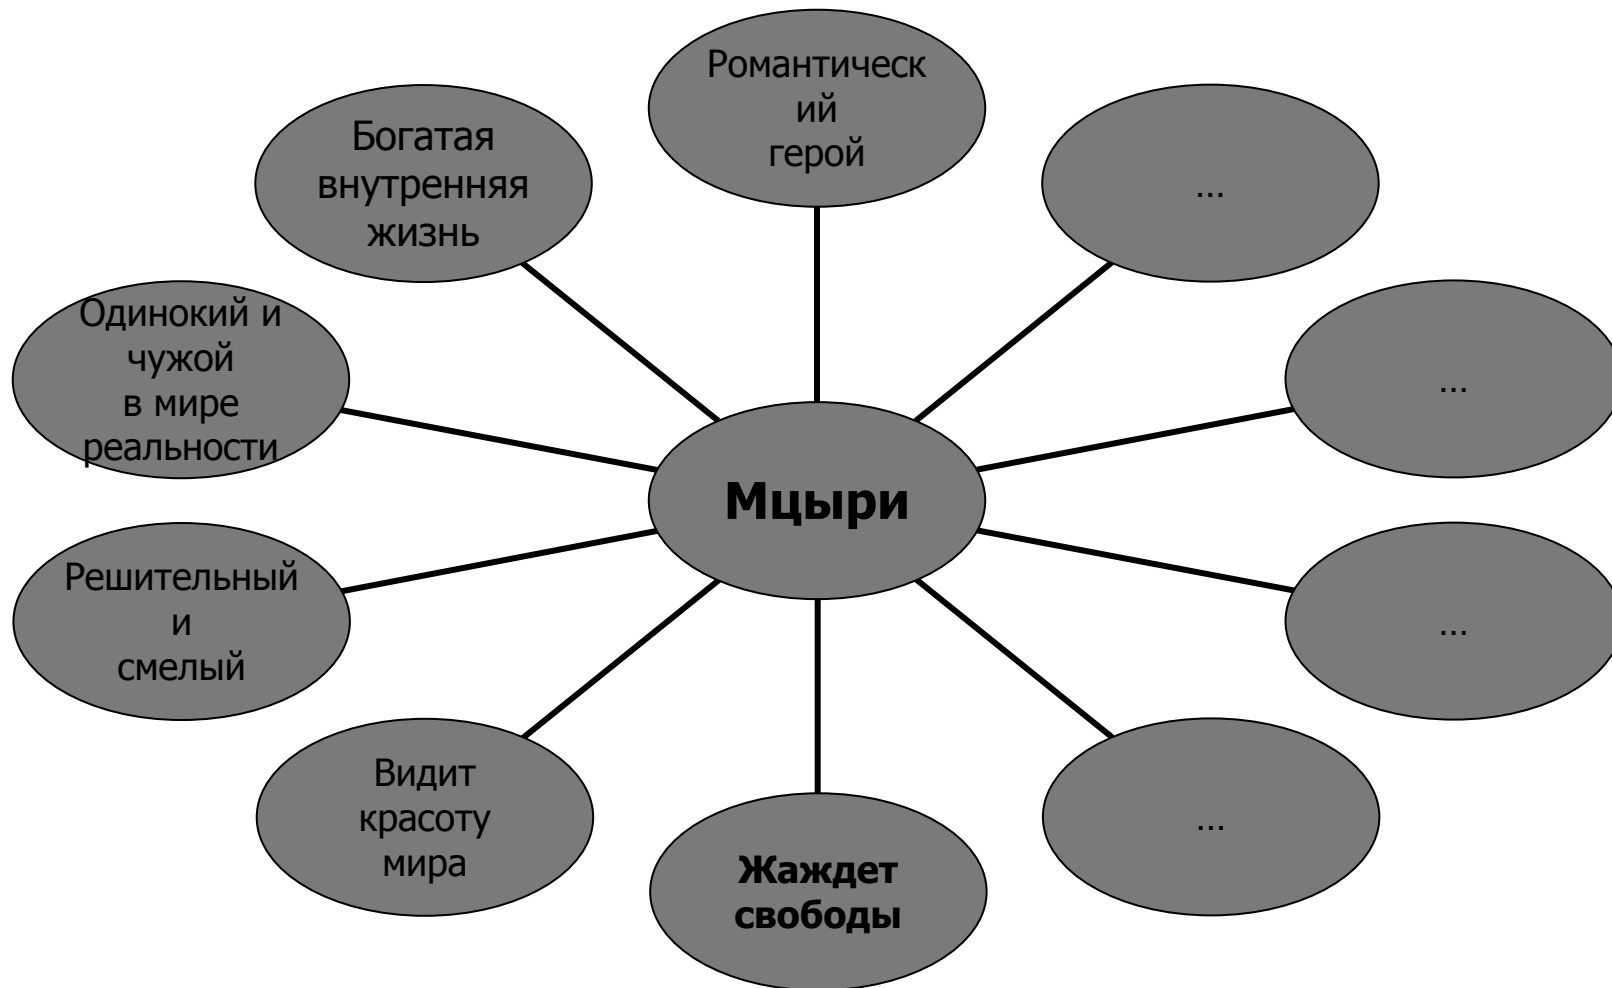 Романтическ
ий
герой
Богатая
внутренняя
жизнь
...
Одинокий и
чужой
в мире
реальности
...
Мцыри
Решительный
и
смелый
...
Видит
красоту
мира
...
Жаждет
свободы